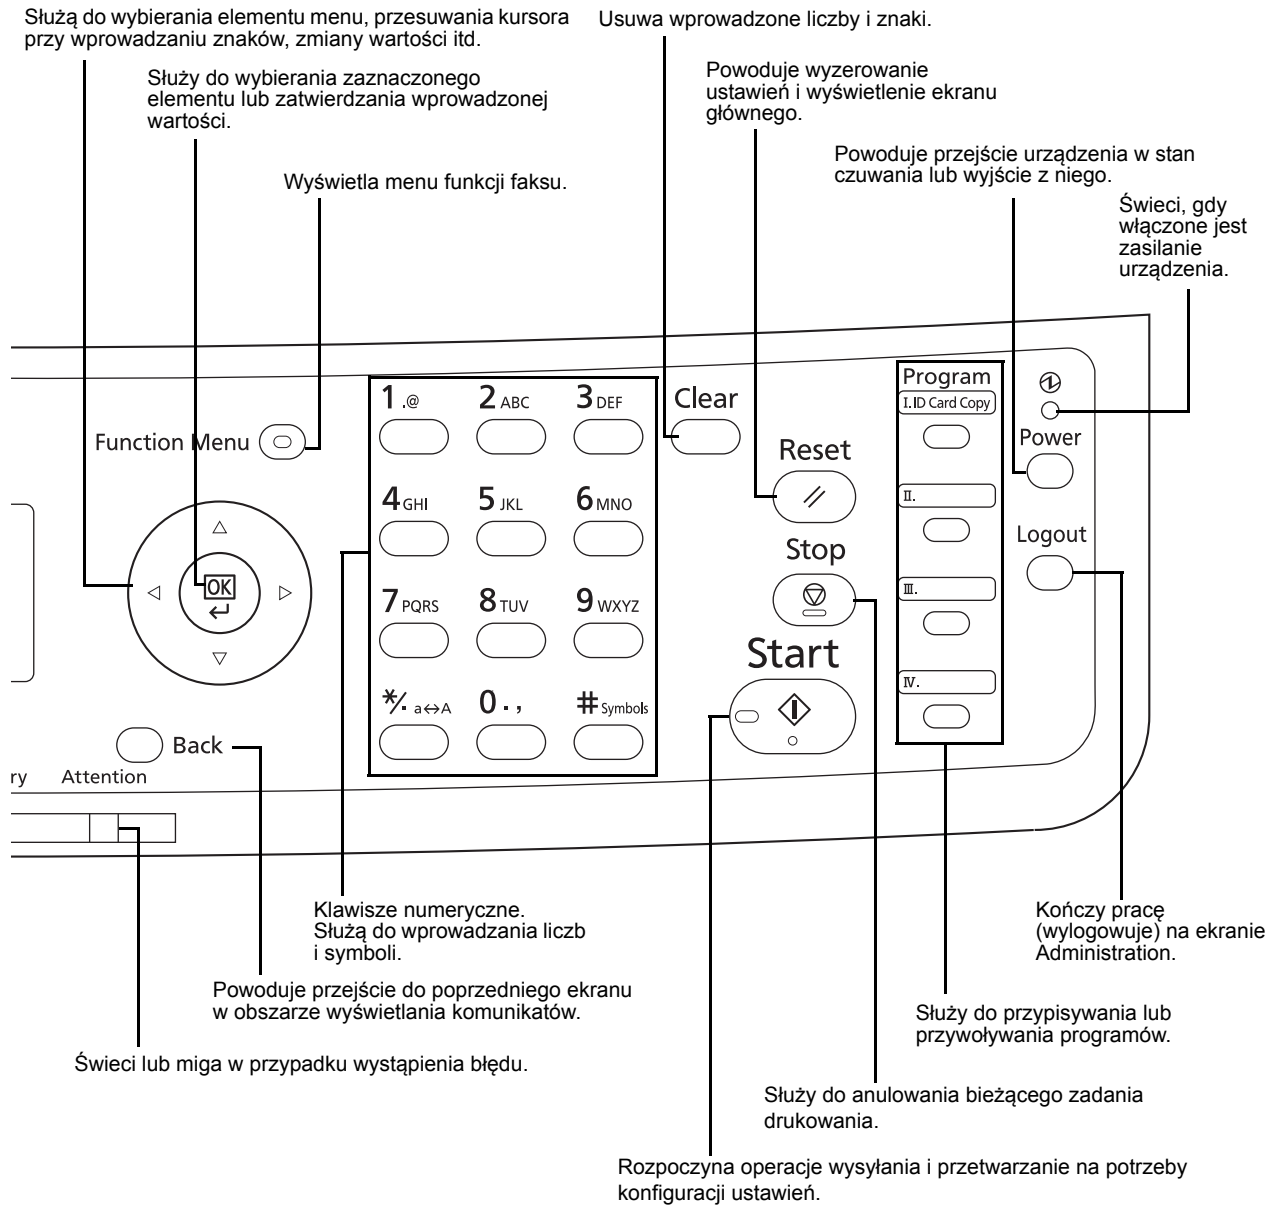 Służą do wybierania elementu menu, przesuwania kursora
przy wprowadzaniu znaków, zmiany wartości itd.
Usuwa wprowadzone liczby i znaki.
Służy do wybierania zaznaczonego
elementu lub zatwierdzania wprowadzonej
wartości.
Powoduje wyzerowanie
ustawień i wyświetlenie ekranu
głównego.
Powoduje przejście urządzenia w stan
czuwania lub wyjście z niego.
Wyświetla menu funkcji faksu.
Świeci, gdy
włączone jest
zasilanie
urządzenia.
Function Menu
1 .@
2 ABC
3 DEF
4 GHI
5 JKL
6 MNO
7 PQRS
8 TUV
9 WXYZ
*/. a↔A
0 . ,
# Symbols
Clear
Reset
Stop
Start
Program
I. ID Card Copy
II.
III.
IV.
Power
Logout
OK
Back
ry Attention
Klawisze numeryczne.
Służą do wprowadzania liczb
i symboli.
Kończy pracę
(wylogowuje) na ekranie
Administration.
Powoduje przejście do poprzedniego ekranu
w obszarze wyświetlania komunikatów.
Służy do przypisywania lub
przywoływania programów.
Świeci lub miga w przypadku wystąpienia błędu.
Służy do anulowania bieżącego zadania
drukowania.
Rozpoczyna operacje wysyłania i przetwarzanie na potrzeby
konfiguracji ustawień.